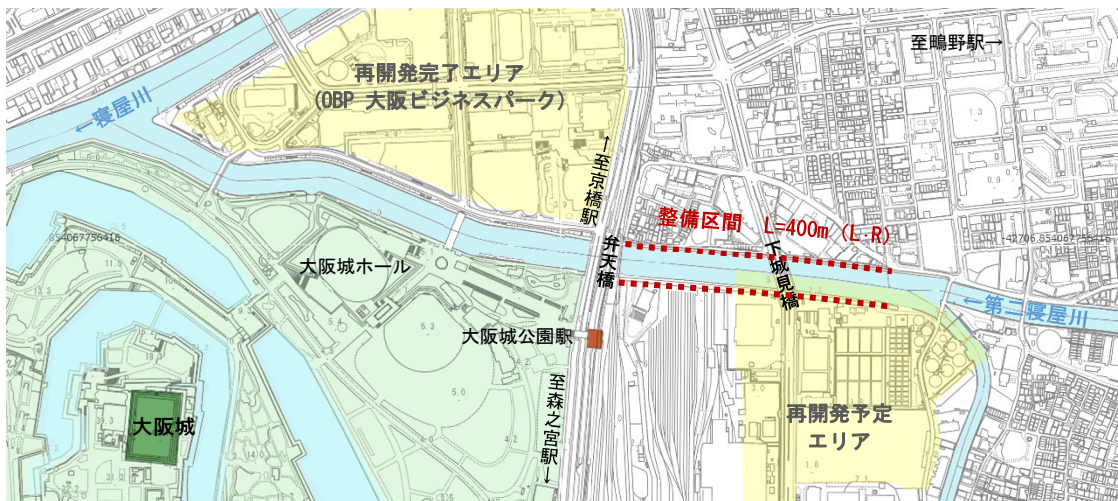 再開発完了エリア
(OBP 大阪ビジネスパーク)
至鴫野駅→
←寝屋川
←至京橋駅
整備区間 L=400m (L・R)
弁天橋
下城見橋
大阪城ホール
大阪城公園駅
←第二寝屋川
至森之宮駅→
大阪城
再開発予定
エリア
854067756416
-42706.854067756416